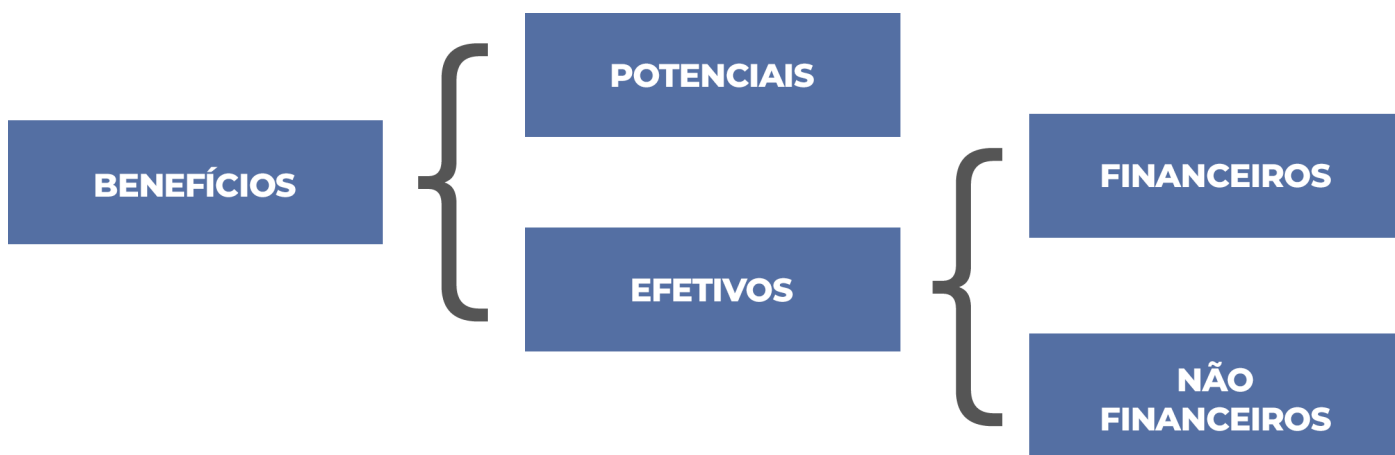 BENEFÍCIOS
POTENCIAIS
EFETIVOS
FINANCEIROS
NÃO
FINANCEIROS